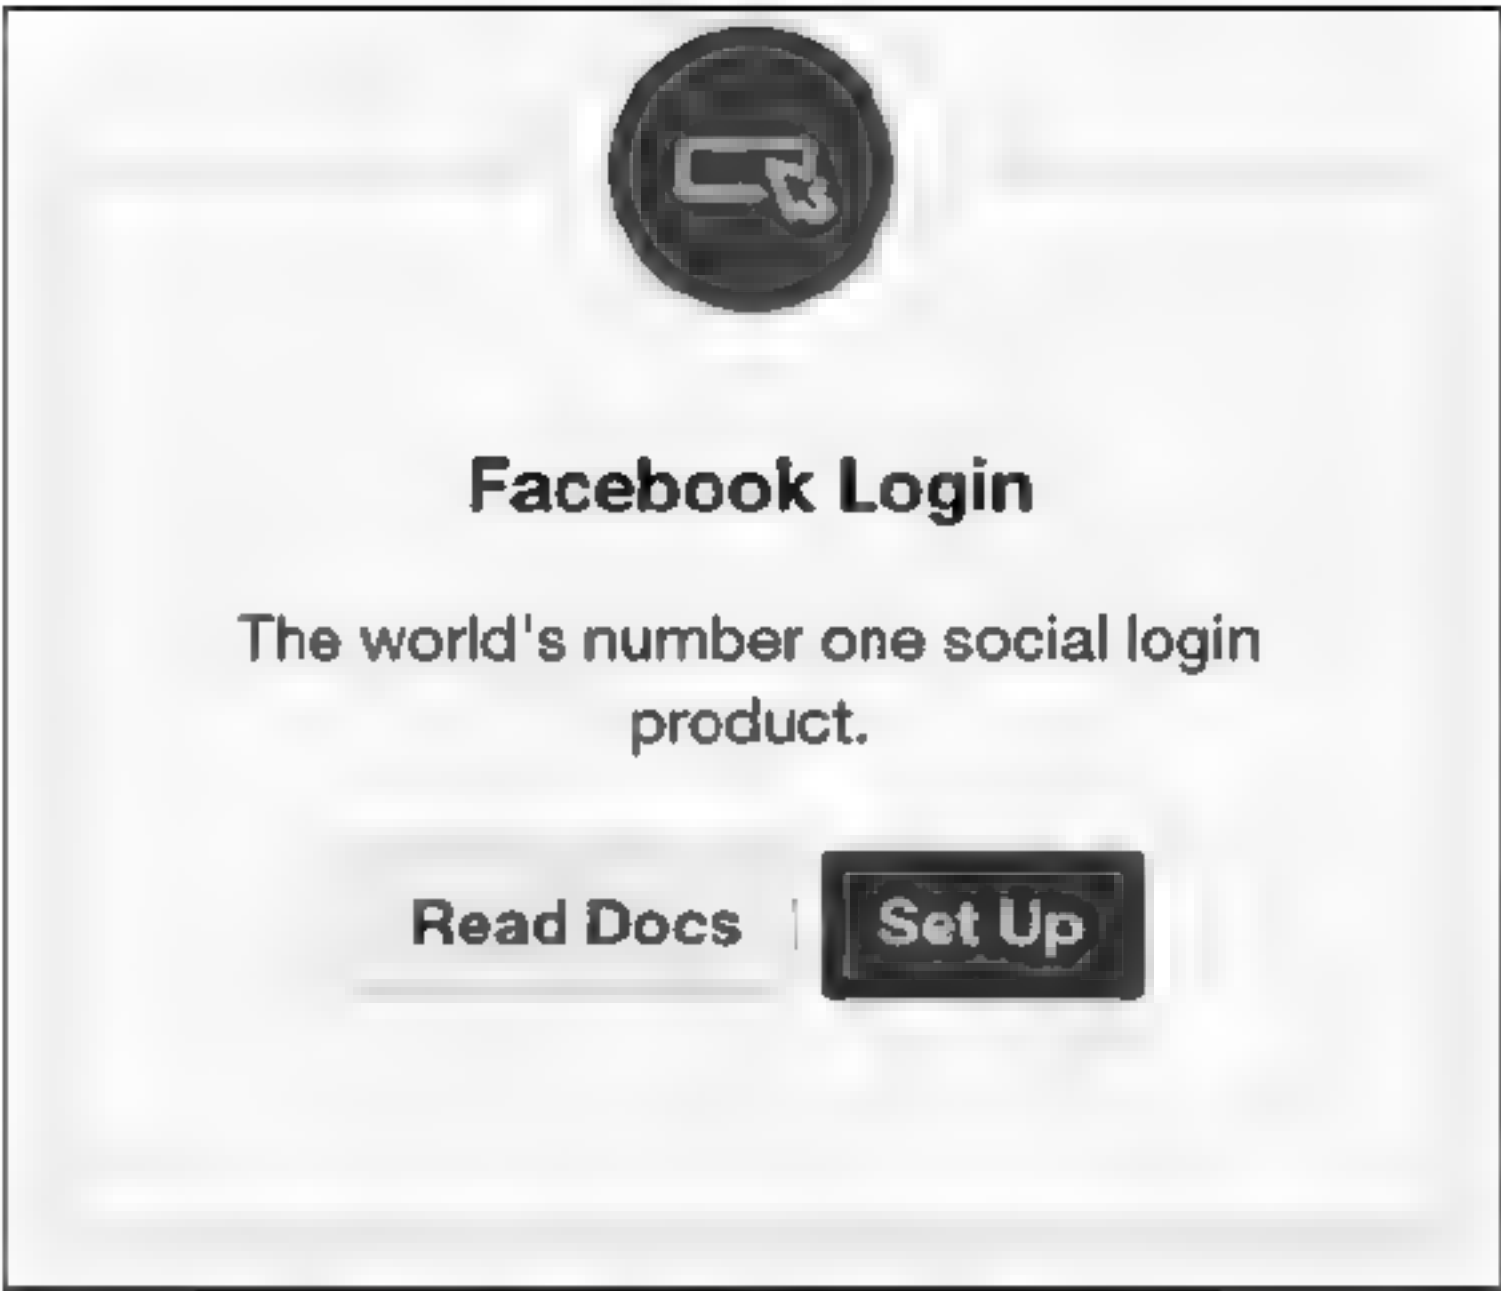 Facebook Login
The world's number one social login
product.
Read Docs
Set Up